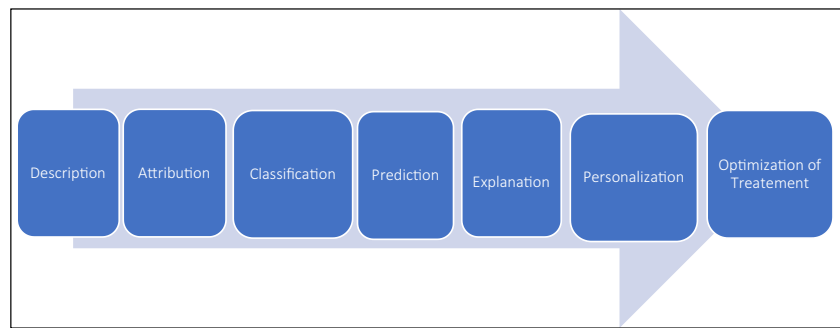 Description
Attribution
Classification
Prediction
Explanation
Personalization
Optimization of
Treatement